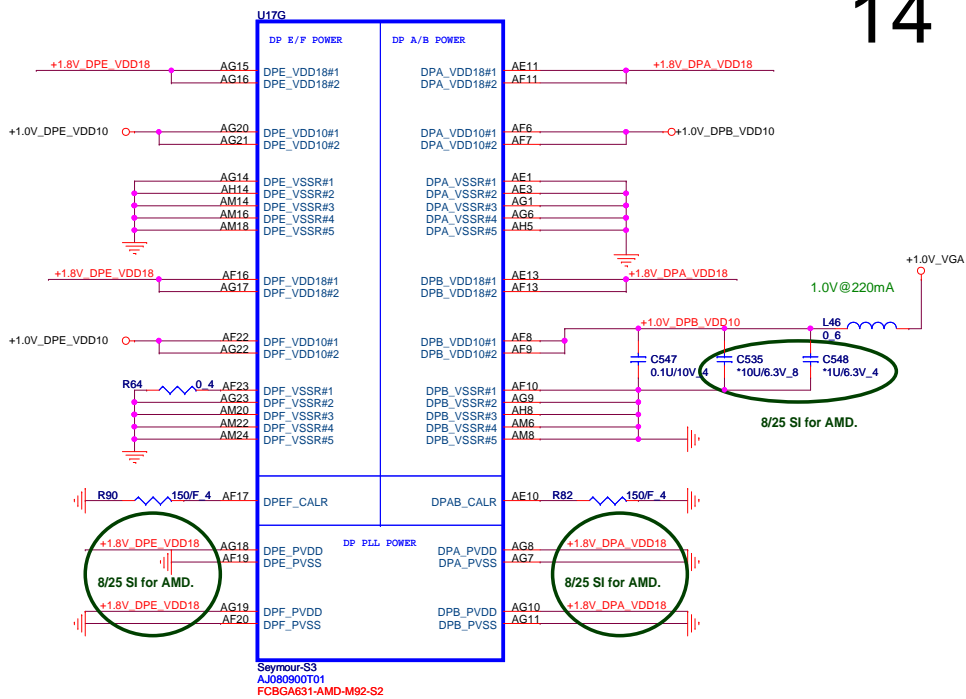 14
U17G
DP E/F POWER DP A/B POWER
+1.8V_DPE_VDD18 AG15 DPE_VDD18#1 DPA_VDD18#1 AE11 +1.8V_DPA_VDD18
AG16 DPE_VDD18#2 DPA_VDD18#2 AF11
+1.0V_DPE_VDD10 AG20 DPE_VDD10#1 DPA_VDD10#1 AF6 +1.0V_DPB_VDD10
AG21 DPE_VDD10#2 DPA_VDD10#2 AF7
AG14 DPE_VSSR#1 DPA_VSSR#1 AE1
AH14 DPE_VSSR#2 DPA_VSSR#2 AE3
AM14 DPE_VSSR#3 DPA_VSSR#3 AG1
AM16 DPE_VSSR#4 DPA_VSSR#4 AG6
AM18 DPE_VSSR#5 DPA_VSSR#5 AH5
+1.0V_VGA
+1.8V_DPE_VDD18 AF16 DPF_VDD18#1 DPB_VDD18#1 AE13 +1.8V_DPA_VDD18
AG17 DPF_VDD18#2 DPB_VDD18#2 AF13
1.0V@220mA
+1.0V_DPB_VDD10 L46
0_6
+1.0V_DPE_VDD10 AF22 DPF_VDD10#1 DPB_VDD10#1 AF8
AG22 DPF_VDD10#2 DPB_VDD10#2 AF9
C547 C535 C548
0.1U/10V_4 *10U/6.3V_8 *1U/6.3V_4
R64 0_4 AF23 DPF_VSSR#1 DPB_VSSR#1 AF10
AG23 DPF_VSSR#2 DPB_VSSR#2 AG9
AM20 DPF_VSSR#3 DPB_VSSR#3 AH8
AM22 DPF_VSSR#4 DPB_VSSR#4 AM6
AM24 DPF_VSSR#5 DPB_VSSR#5 AM8
8/25 SI for AMD.
R90 150/F_4 AF17 DPEF_CALR DPAB_CALR AE10 R82 150/F_4
DP PLL POWER
+1.8V_DPE_VDD18 AG18 DPE_PVDD DPA_PVDD AG8 +1.8V_DPA_VDD18
AF19 DPE_PVSS DPA_PVSS AG7
8/25 SI for AMD. 8/25 SI for AMD.
+1.8V_DPE_VDD18 AG19 DPF_PVDD DPB_PVDD AG10 +1.8V_DPA_VDD18
AF20 DPF_PVSS DPB_PVSS AG11
Seymour-S3
AJ080900T01
FCBGA631-AMD-M92-S2